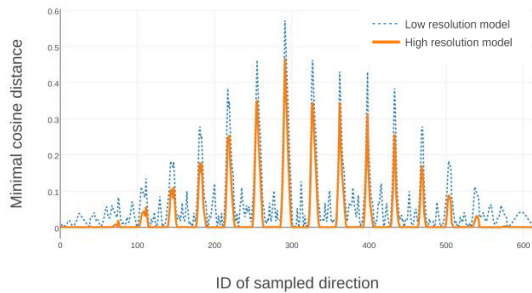 0.6
Low resolution model
High resolution model
0.5
0.4
0.3
0.2
0.1
0
Minimal cosine distance
0 100 200 300 400 500 600
ID of sampled direction